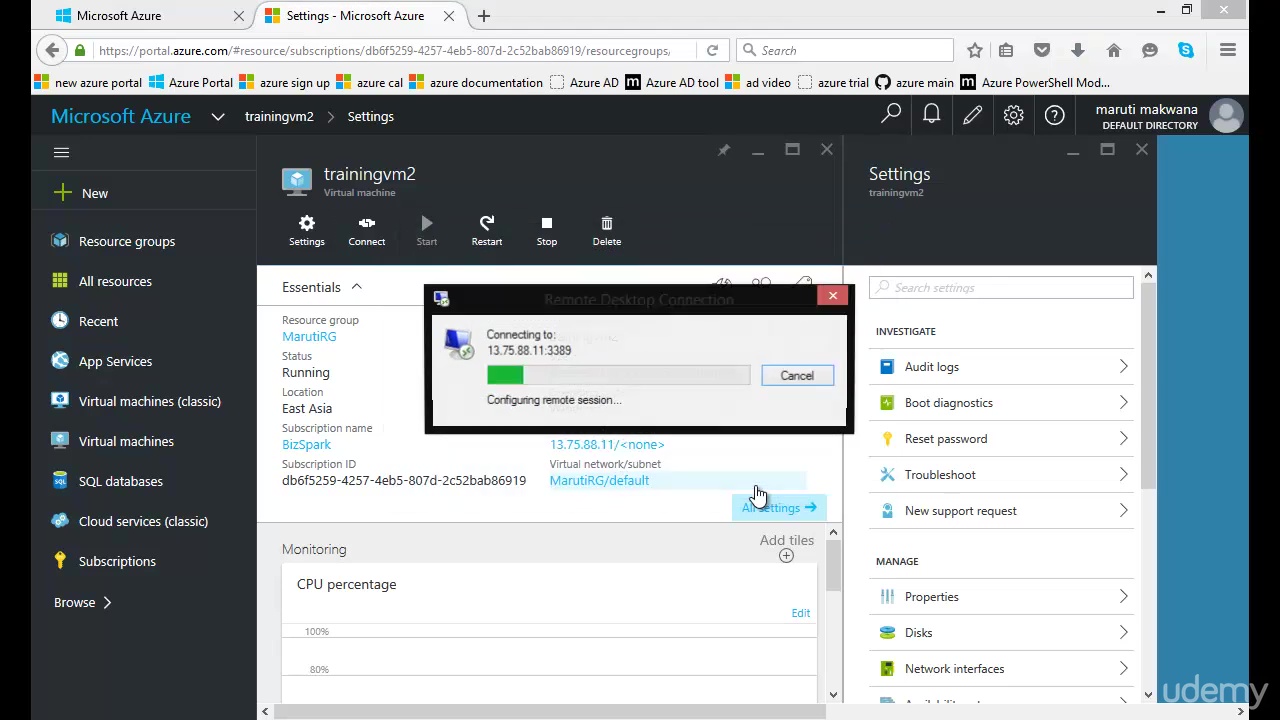 Microsoft Azure
Settings - Microsoft Azure
https://portal.azure.com/#resource/subscriptions/db6f5259-4257-4eb5-807d-2c52bab86919/resourcegroups/
Search
new azure portal
Azure Portal
azure sign up
azure cal
azure documentation
Azure AD
Azure AD tool
ad video
azure trial
azure main
Azure PowerShell Mod...
Microsoft Azure
trainingvm2
Settings
maruti makwana
DEFAULT DIRECTORY
New
Resource groups
All resources
Recent
App Services
Virtual machines (classic)
Virtual machines
SQL databases
Cloud services (classic)
Subscriptions
Browse
trainingvm2
Virtual machine
Settings
Connect
Start
Restart
Stop
Delete
Essentials
Resource group
MarutiRG
Status
Running
Location
East Asia
Subscription name
BizSpark
Subscription ID
db6f5259-4257-4eb5-807d-2c52bab86919
13.75.88.11/<none>
Virtual network/subnet
MarutiRG/default
All settings
Remote Desktop Connection
Connecting to:
13.75.88.11:3389
Cancel
Configuring remote session...
Monitoring
Add tiles
CPU percentage
Edit
100%
80%
Settings
trainingvm2
Search settings
INVESTIGATE
Audit logs
Boot diagnostics
Reset password
Troubleshoot
New support request
MANAGE
Properties
Disks
Network interfaces
udemy